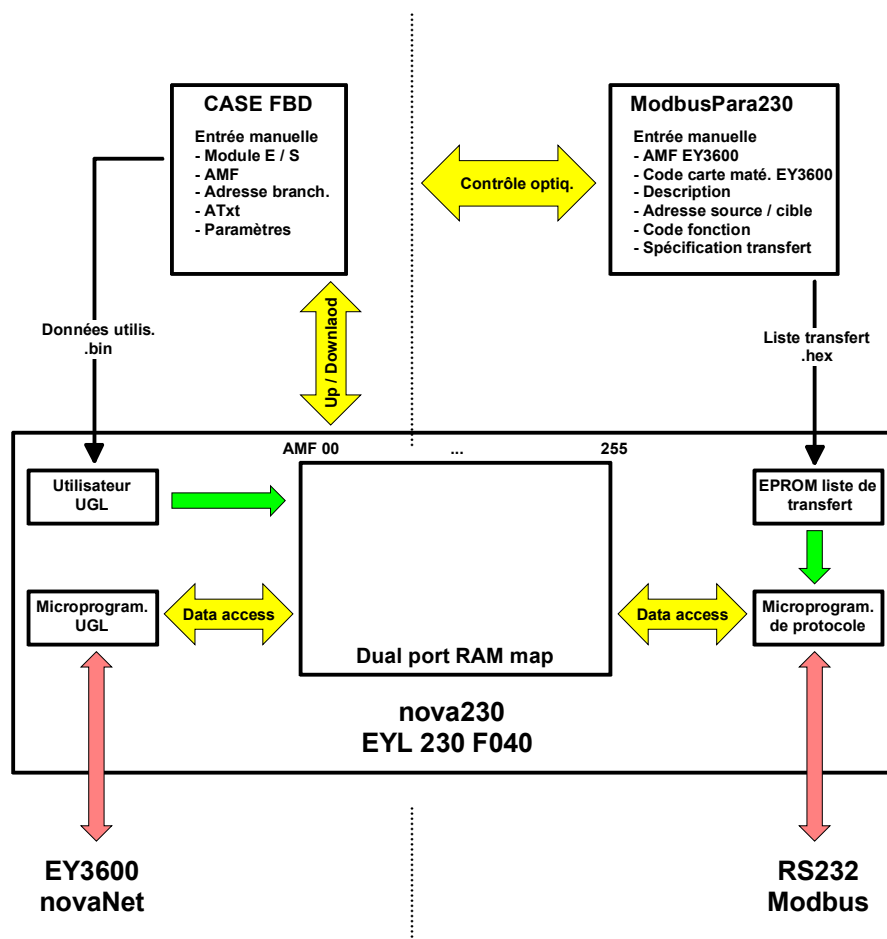 CASE FBD
Entrée manuelle
- Module E / S
- AMF
- Adresse branch.
- ATxt
- Paramètres
ModbusPara230
Entrée manuelle
- AMF EY3600
- Code carte maté. EY3600
- Description
- Adresse source / cible
- Code fonction
- Spécification transfert
Contrôle optiq.
Données utilis.
.bin
Up / Downlaod
Liste transfert
.hex
AMF 00 ... 255
Utilisateur
UGL
EPROM liste de
transfert
Microprogram.
UGL
Data access
Data access
Microprogram.
de protocole
Dual port RAM map
nova230
EYL 230 F040
EY3600
novaNet
RS232
Modbus